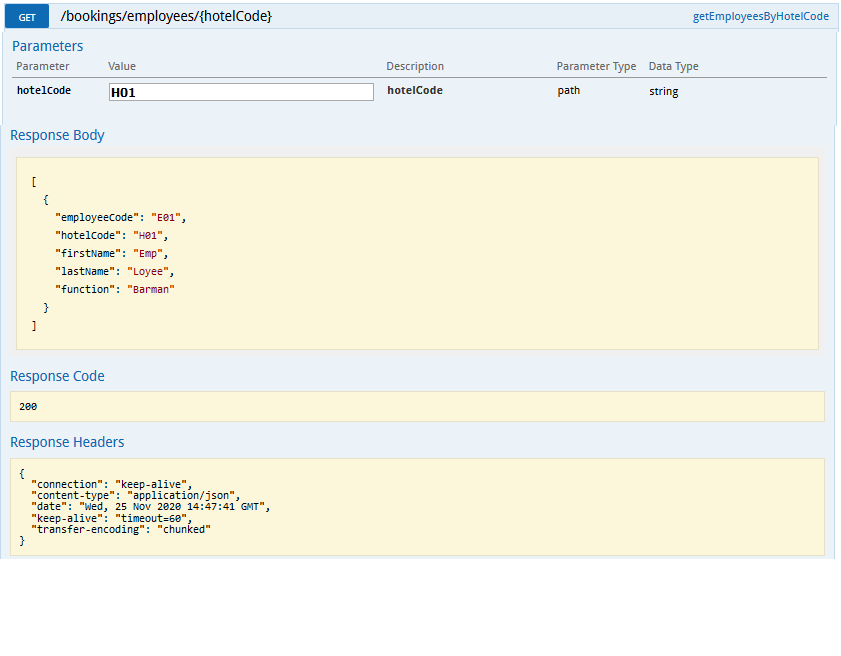 GET /bookings/employees/{hotelCode} getEmployeesByHotelCode
Parameters
Parameter Value Description Parameter Type Data Type
hotelCode H01 hotelCode path string
Response Body
[
  {
    "employeeCode": "E01",
    "hotelCode": "H01",
    "firstName": "Emp",
    "lastName": "Loyee",
    "function": "Barman"
  }
]
Response Code
200
Response Headers
{
  "connection": "keep-alive",
  "content-type": "application/json",
  "date": "Wed, 25 Nov 2020 14:47:41 GMT",
  "keep-alive": "timeout=60",
  "transfer-encoding": "chunked"
}